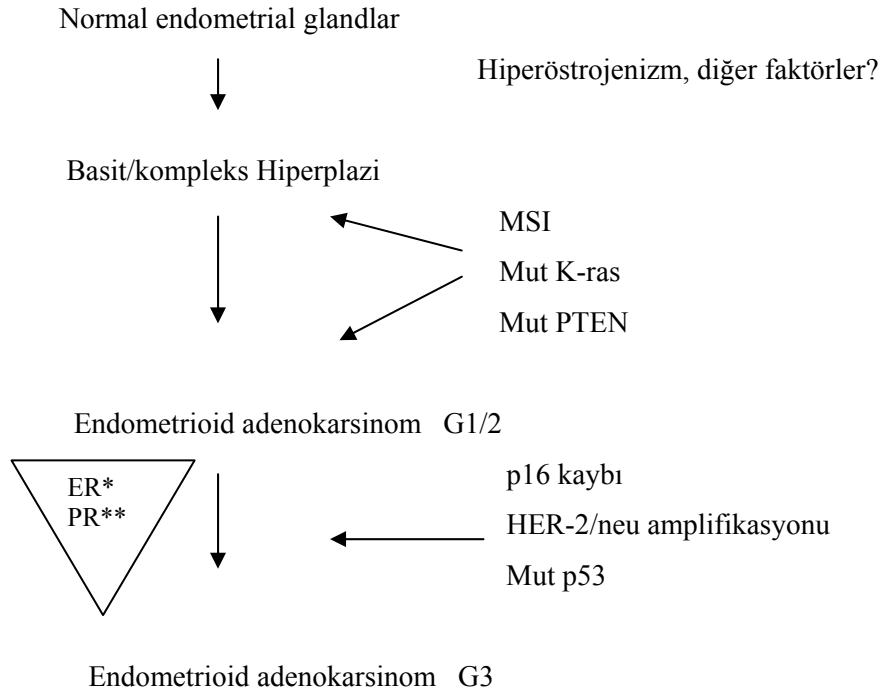 Normal endometrial glandlar
Hiperöstrojenizm, diğer faktörler?
Basit/kompleks Hiperplazi
MSI
Mut K-ras
Mut PTEN
Endometrioid adenokarsinom G1/2
ER*
PR**
p16 kaybı
HER-2/neu amplifikasyonu
Mut p53
Endometrioid adenokarsinom G3